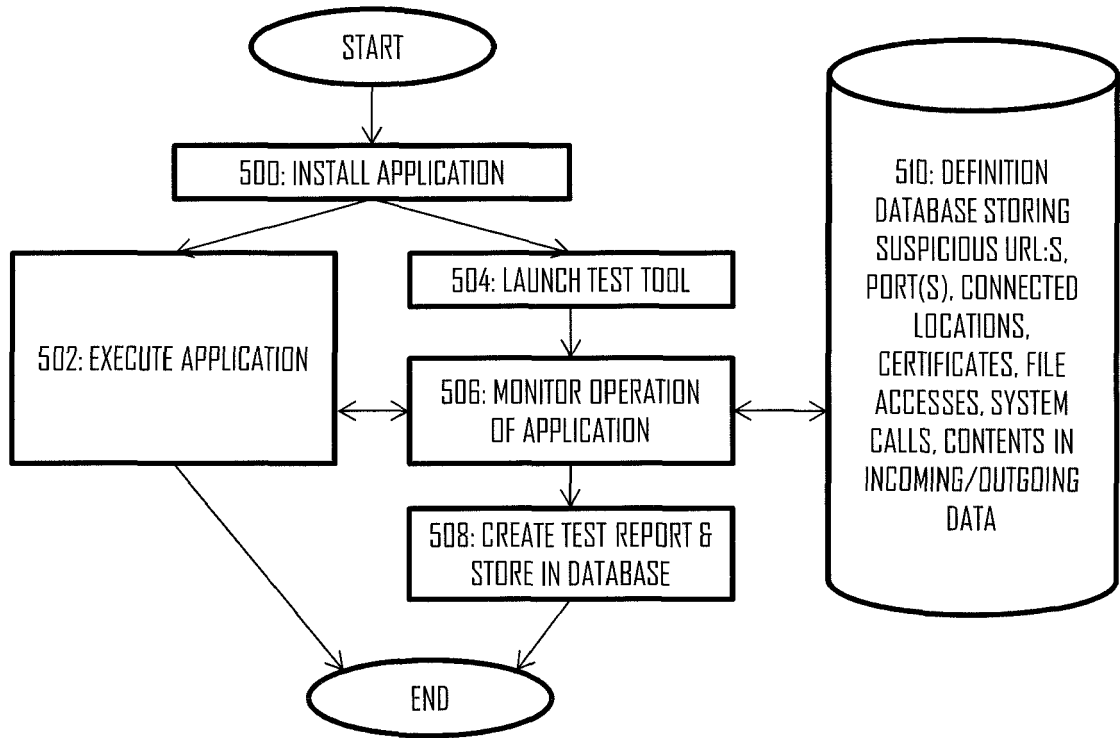 START
500: INSTALL APPLICATION
502: EXECUTE APPLICATION
504: LAUNCH TEST TOOL
506: MONITOR OPERATION
OF APPLICATION
508: CREATE TEST REPORT &
STORE IN DATABASE
END
510: DEFINITION
DATABASE STORING
SUSPICIOUS URL:S,
PORT(S), CONNECTED
LOCATIONS,
CERTIFICATES, FILE
ACCESSES, SYSTEM
CALLS, CONTENTS IN
INCOMING/OUTGOING
DATA